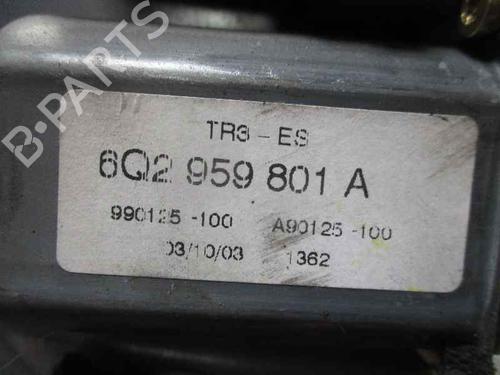 TR3-ES
6Q2 959 801 A
990125-100 A90125-100
03/10/03 1362
B-PARTS